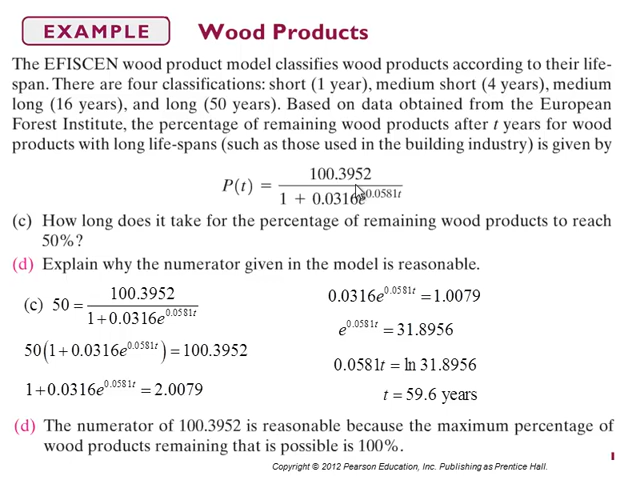 EXAMPLE Wood Products
The EFISCEN wood product model classifies wood products according to their life-
span. There are four classifications: short (1 year), medium short (4 years), medium
long (16 years), and long (50 years). Based on data obtained from the European
Forest Institute, the percentage of remaining wood products after t years for wood
products with long life-spans (such as those used in the building industry) is given by
P(t) = 100.3952 / 1 + 0.0316e^0.0581t
(c) How long does it take for the percentage of remaining wood products to reach
50%?
(d) Explain why the numerator given in the model is reasonable.
(c) 50 = 100.3952 / 1+0.0316e^0.0581t
50(1+0.0316e^0.0581t) = 100.3952
1+0.0316e^0.0581t = 2.0079
0.0316e^0.0581t = 1.0079
e^0.0581t = 31.8956
0.0581t = ln 31.8956
t = 59.6 years
(d) The numerator of 100.3952 is reasonable because the maximum percentage of
wood products remaining that is possible is 100%.
Copyright © 2012 Pearson Education, Inc. Publishing as Prentice Hall.